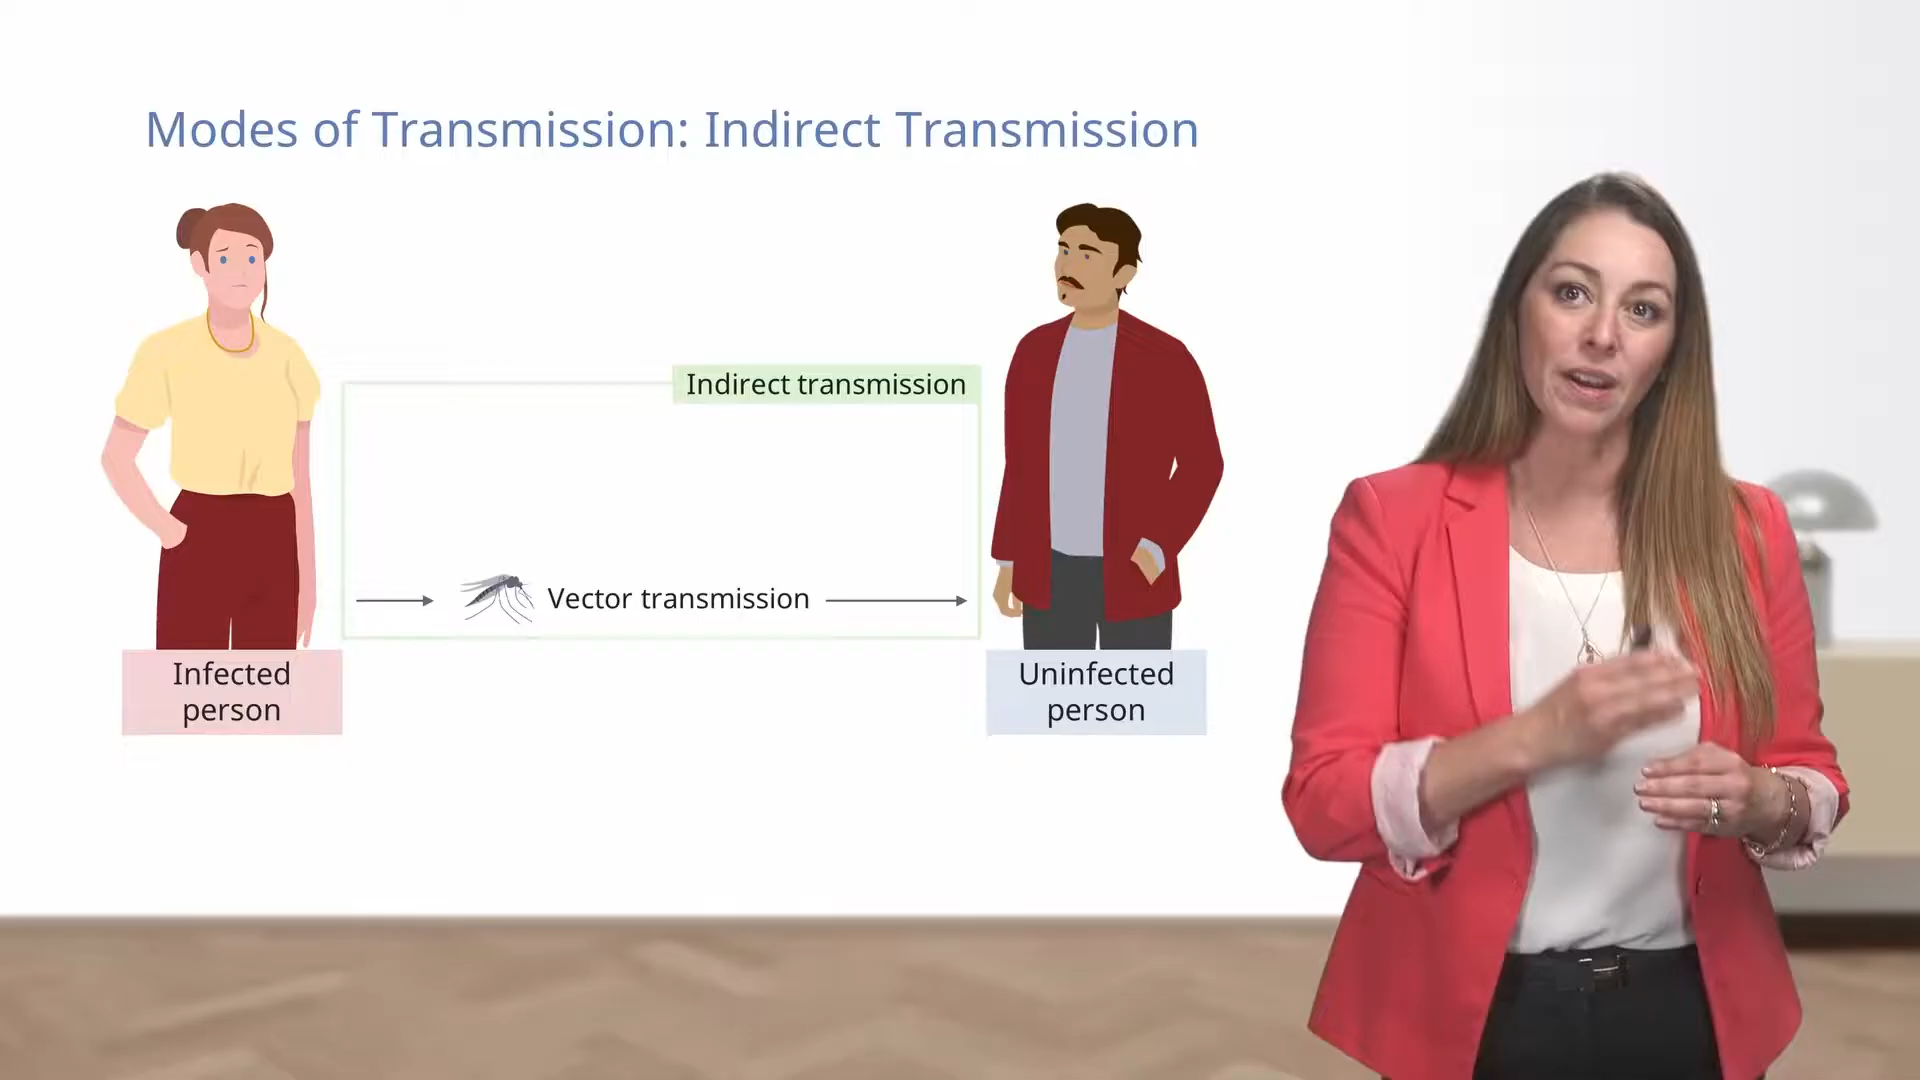 Modes of Transmission: Indirect Transmission
Indirect transmission
Vector transmission
Infected
person
Uninfected
person